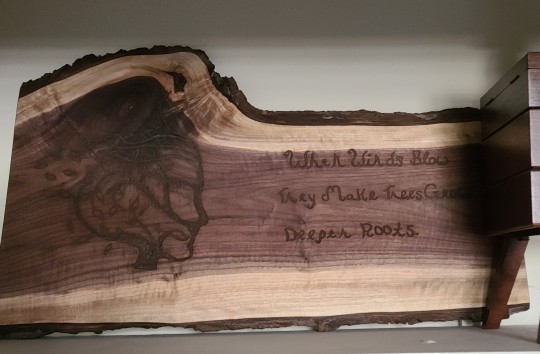 When Winds Blow
They Make Trees Grow
Deeper Roots.